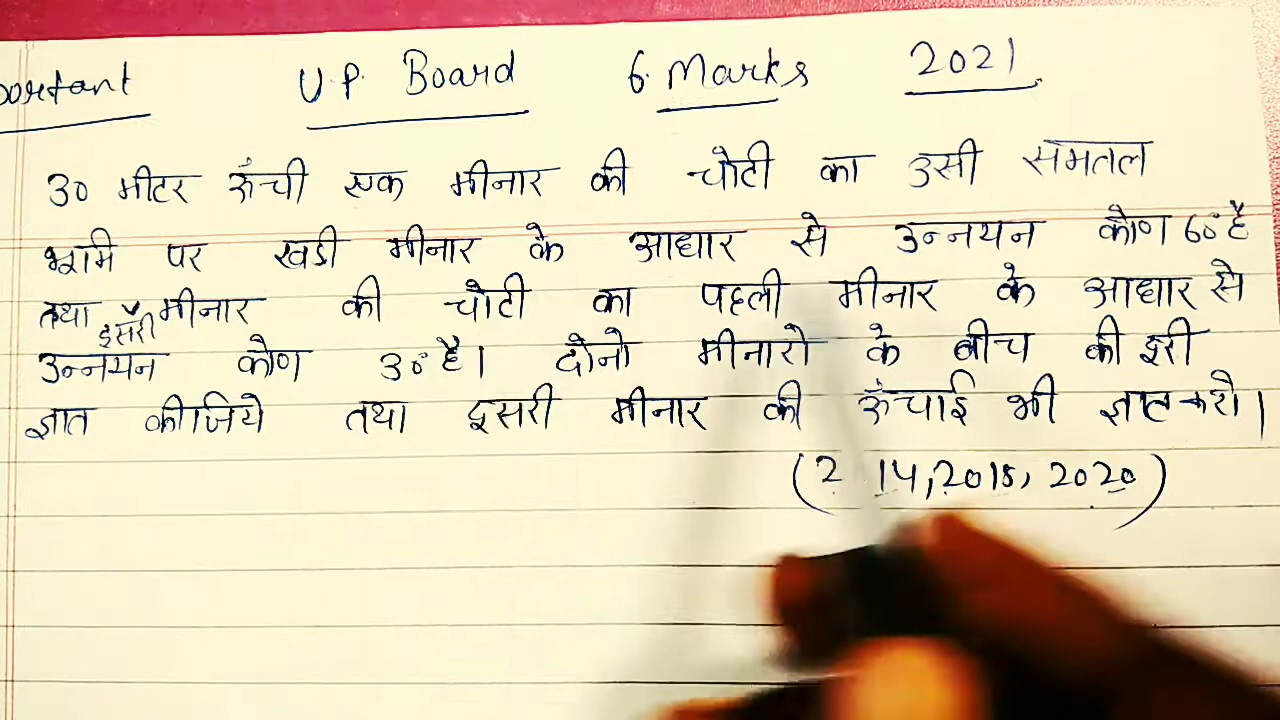 U.P. Board 6 Marks 2021
30 मीटर ऊँची एक मीनार की चोटी का उसी समतल
भूमि पर खडी मीनार के आधार से उन्नयन कोण 60° है
तथा दूसरी मीनार की चोटी का पहली मीनार के आधार से
उन्नयन कोण 30° है। दोनो मीनारो के बीच की दूरी
ज्ञात कीजिये तथा दूसरी मीनार की ऊँचाई भी ज्ञात करो।
(2 14, 2018, 2020)